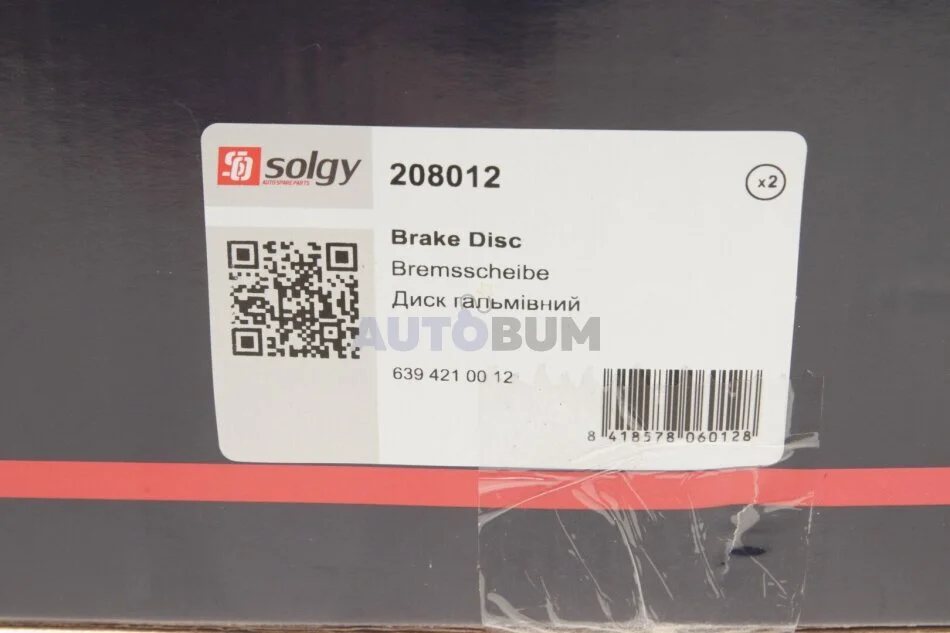 solgy
AUTO SPARE PARTS
208012
x2
Brake Disc
Bremsscheibe
Диск гальмівний
AUTOBUM
639 421 00 12
8 418578 060128